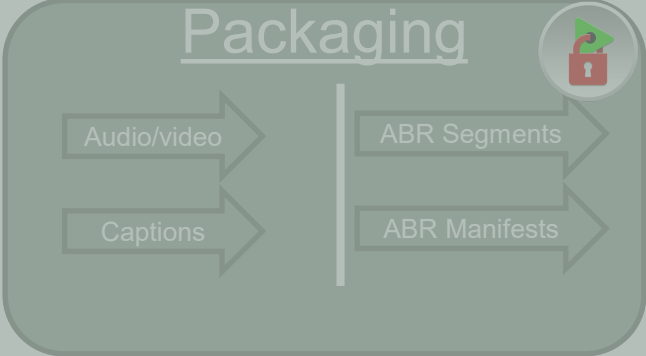 Packaging
Audio/video
ABR Segments
Captions
ABR Manifests